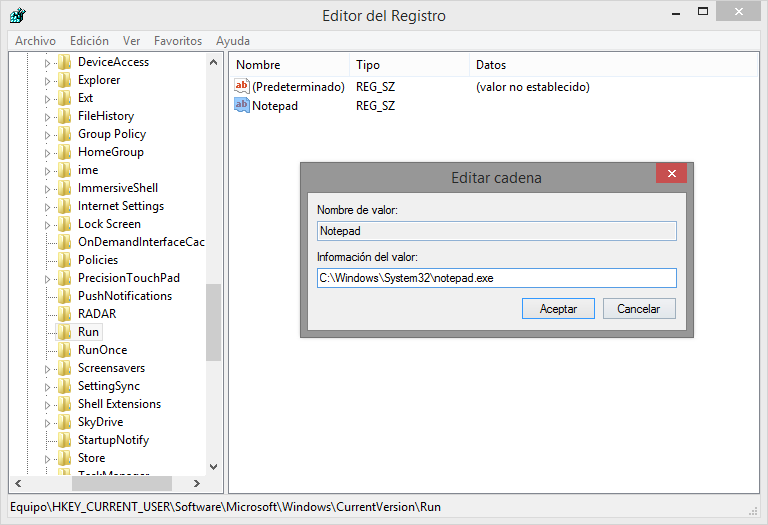 Editor del Registro
Archivo Edición Ver Favoritos Ayuda
DeviceAccess
Explorer
Ext
FileHistory
Group Policy
HomeGroup
ime
ImmersiveShell
Internet Settings
Lock Screen
OnDemandInterfaceCac
Policies
PrecisionTouchPad
PushNotifications
RADAR
Run
RunOnce
Screensavers
SettingSync
Shell Extensions
SkyDrive
StartupNotify
Store
Nombre Tipo Datos
ab (Predeterminado) REG_SZ (valor no establecido)
ab Notepad REG_SZ
Editar cadena
Nombre de valor:
Notepad
Información del valor:
C:\Windows\System32\notepad.exe
Aceptar Cancelar
Equipo\HKEY_CURRENT_USER\Software\Microsoft\Windows\CurrentVersion\Run